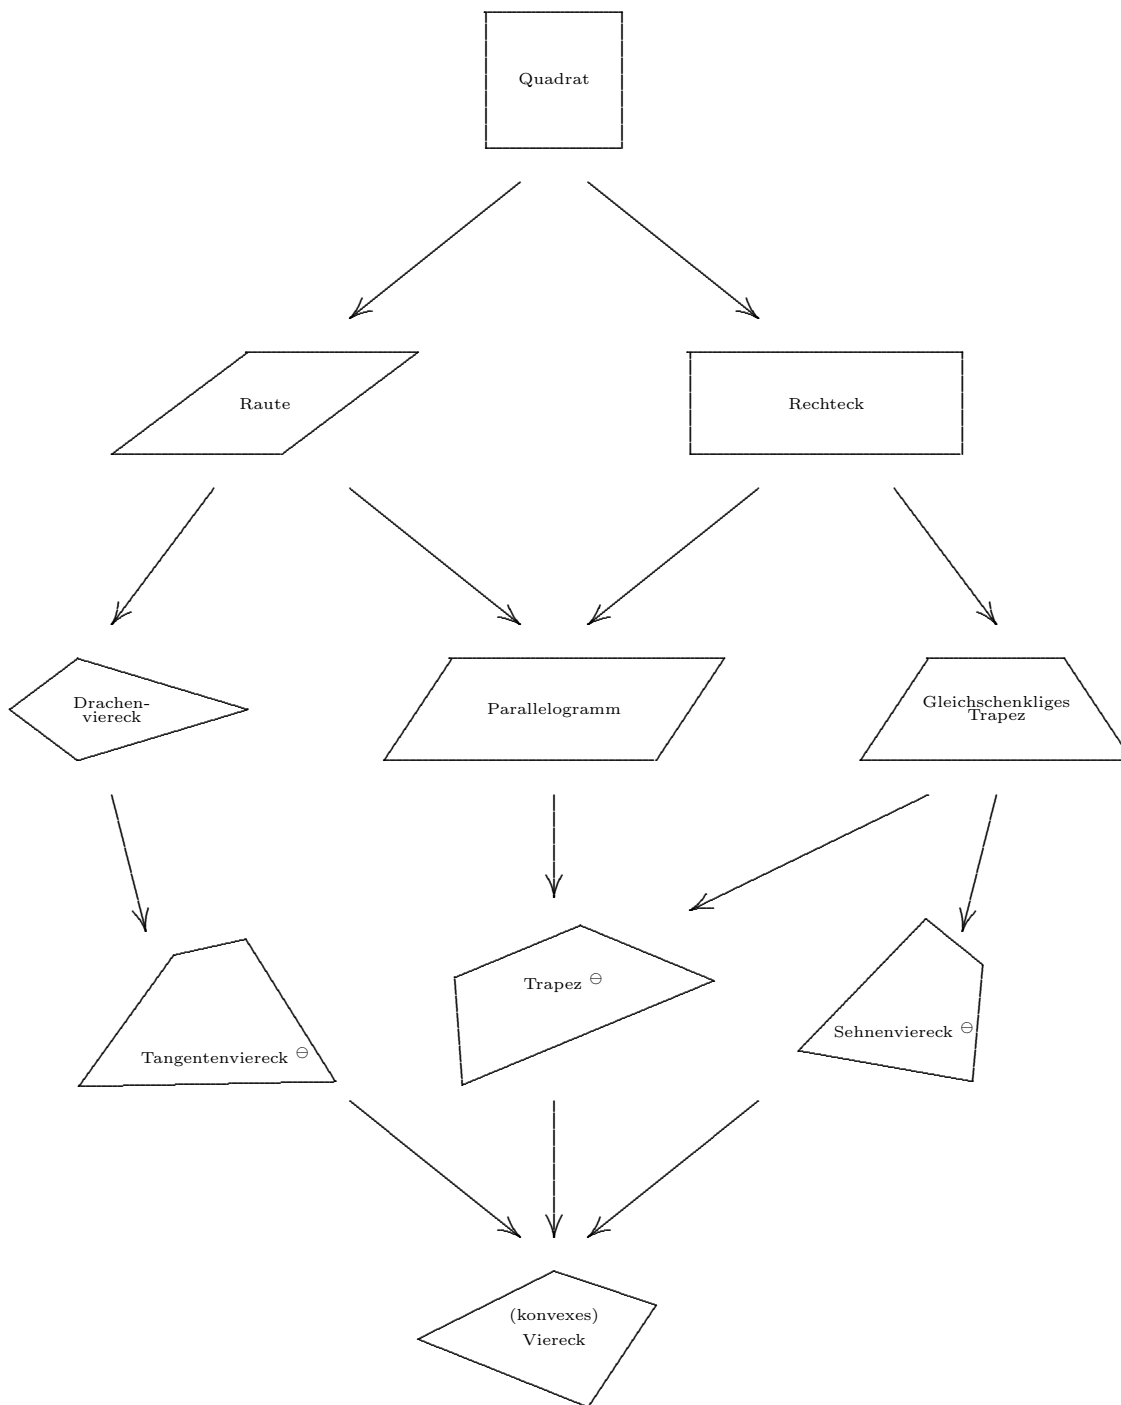 Quadrat
Raute
Rechteck
Drachen-
viereck
Parallelogramm
Gleichschenkliges
Trapez
Trapez ⊖
Sehnenviereck ⊖
Tangentenviereck ⊖
(konvexes)
Viereck